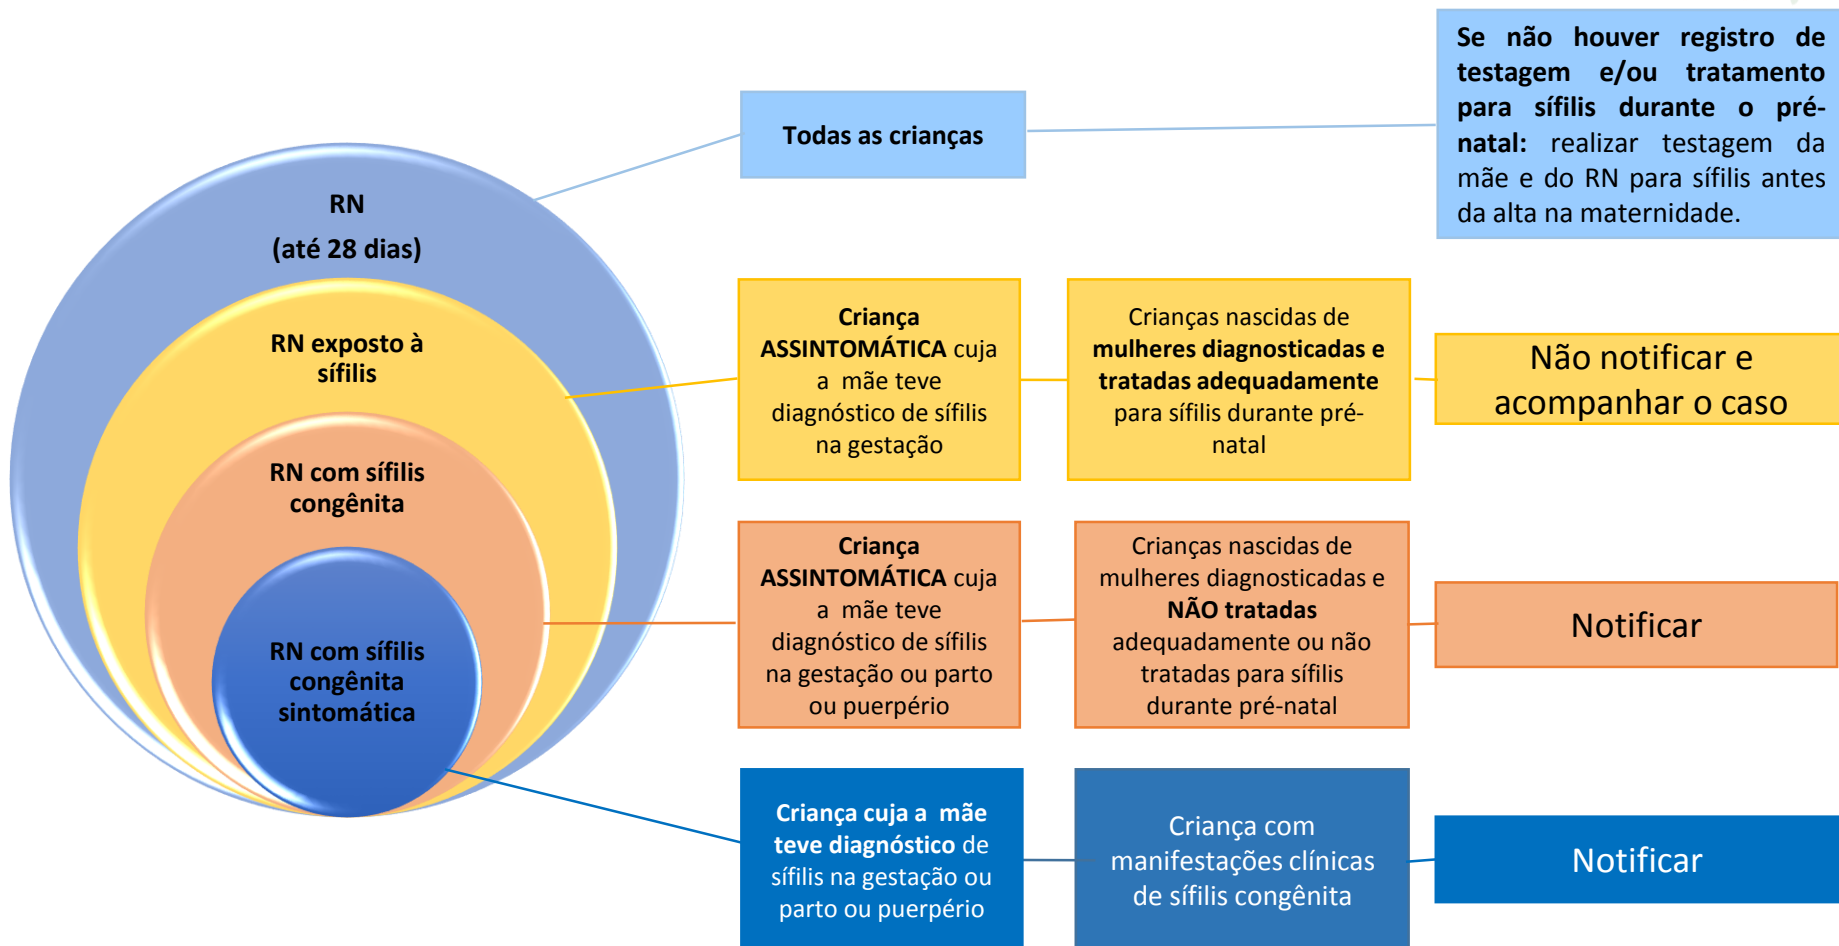 RN
(até 28 dias)
RN exposto à
sífilis
RN com sífilis
congênita
RN com sífilis
congênita
sintomática
Todas as crianças
Se não houver registro de
testagem e/ou tratamento
para sífilis durante o pré-
natal: realizar testagem da
mãe e do RN para sífilis antes
da alta na maternidade.
Criança
ASSINTOMÁTICA cuja
a mãe teve
diagnóstico de sífilis
na gestação
Crianças nascidas de
mulheres diagnosticadas e
tratadas adequadamente
para sífilis durante pré-
natal
Não notificar e
acompanhar o caso
Criança
ASSINTOMÁTICA cuja
a mãe teve
diagnóstico de sífilis
na gestação ou parto
ou puerpério
Crianças nascidas de
mulheres diagnosticadas e
NÃO tratadas
adequadamente ou não
tratadas para sífilis
durante pré-natal
Notificar
Criança cuja a mãe
teve diagnóstico de
sífilis na gestação ou
parto ou puerpério
Criança com
manifestações clínicas
de sífilis congênita
Notificar